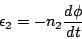 ϵ₂ = −n₂ dϕ/dt